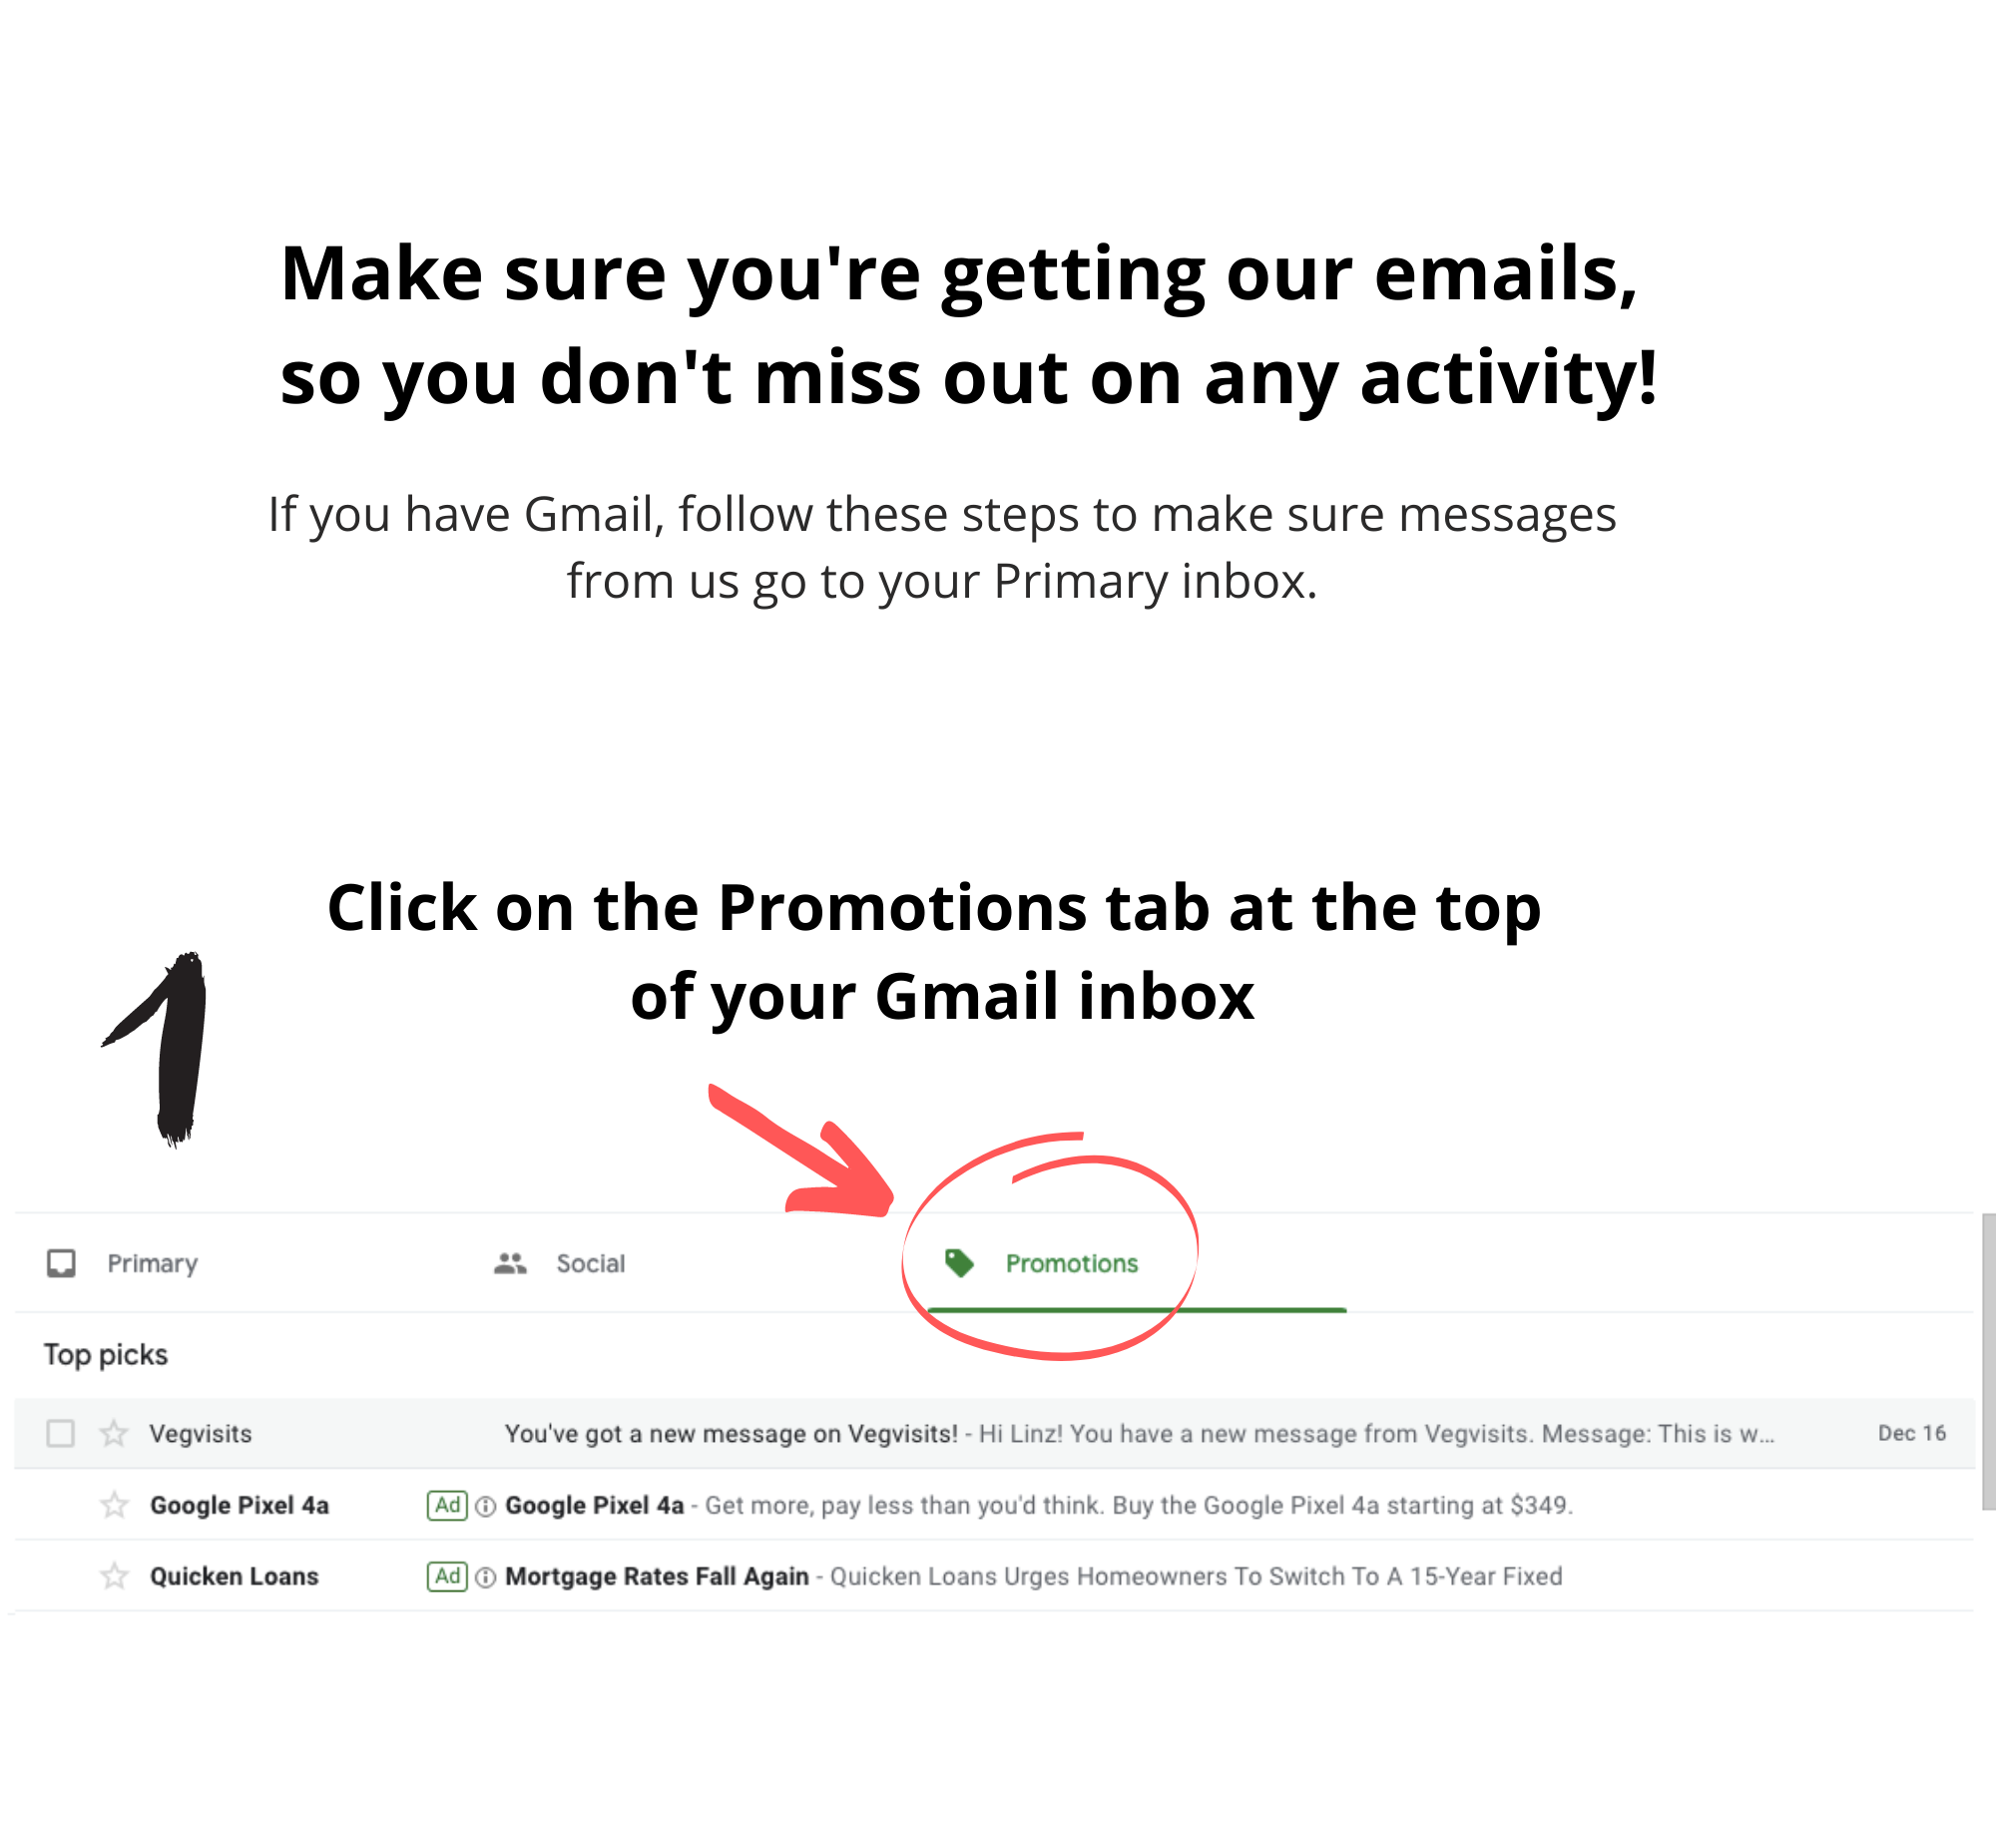 Make sure you're getting our emails,
so you don't miss out on any activity!
If you have Gmail, follow these steps to make sure messages
from us go to your Primary inbox.
Click on the Promotions tab at the top
of your Gmail inbox
1
Primary Social Promotions
Top picks
Vegvisits You've got a new message on Vegvisits! - Hi Linz! You have a new message from Vegvisits. Message: This is w... Dec 16
Google Pixel 4a Ad Google Pixel 4a - Get more, pay less than you'd think. Buy the Google Pixel 4a starting at $349.
Quicken Loans Ad Mortgage Rates Fall Again - Quicken Loans Urges Homeowners To Switch To A 15-Year Fixed